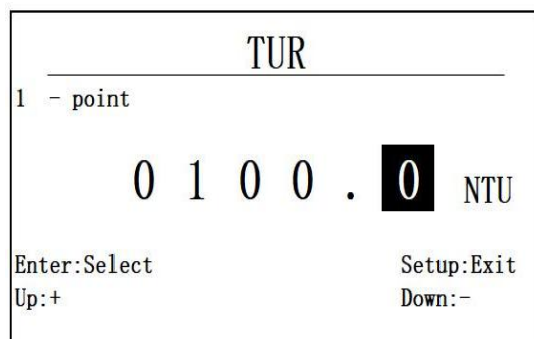 TUR
1 - point
0 1 0 0 . 0 NTU
Enter:Select Setup:Exit
Up:+ Down:-